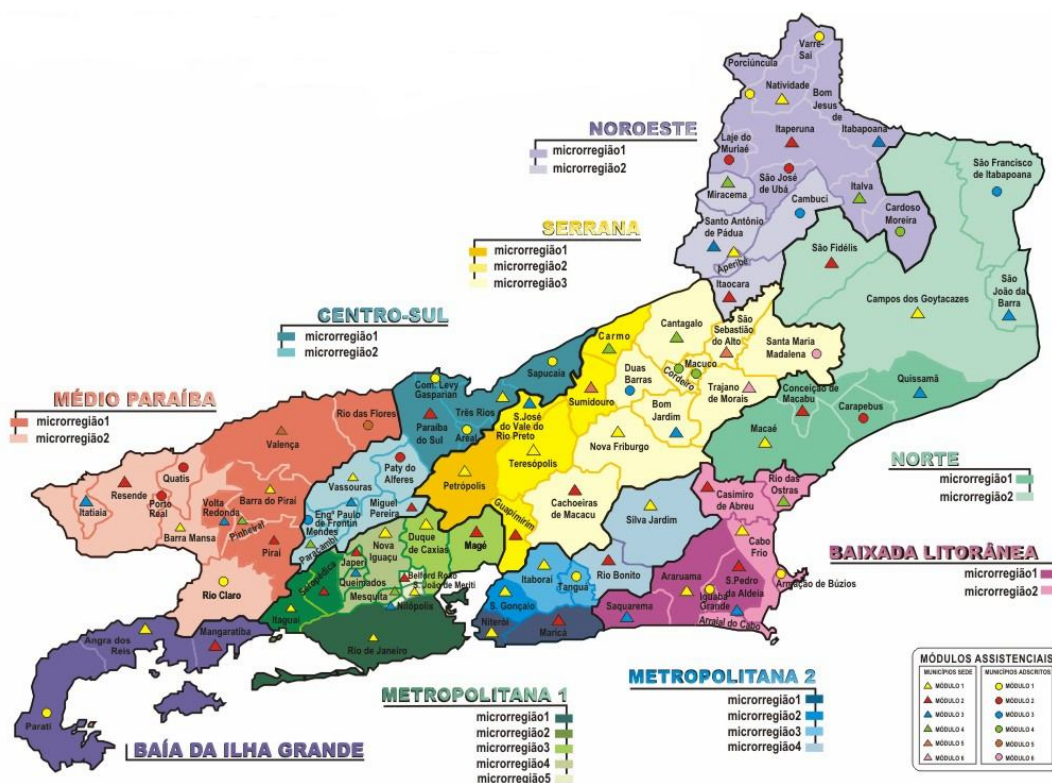 Varre-
Sai
Porciúncula
Natividade
Bom
Jesus de
Itabapoana
NOROESTE
microrregião1
microrregião2
Itaperuna
Laje do
Muriaé
São José
de Ubá
Miracema
Italva
Cardoso
Moreira
Cambuci
Santo Antônio
de Pádua
Aperibé
Itaocara
São Francisco
de Itabapoana
São Fidélis
São
João da
Barra
Campos dos Goytacazes
SERRANA
microrregião1
microrregião2
microrregião3
Cantagalo
São
Sebastião
do Alto
Santa Maria
Madalena
Carmo
Macuco
Cordeiro
Duas
Barras
Trajano
de Morais
Sumidouro
Bom
Jardim
Nova Friburgo
S.José
do Vale do
Rio Preto
Teresópolis
Petrópolis
Cachoeiras
de Macacu
Guapimirim
CENTRO-SUL
microrregião1
microrregião2
Sapucaia
Com. Levy
Gasparian
Três Rios
Paraíba
do Sul
Areal
Paty do
Alferes
Vassouras
Miguel
Pereira
Engº Paulo
de Frontin
Mendes
Paracambi
MÉDIO PARAÍBA
microrregião1
microrregião2
Rio das Flores
Valença
Quatis
Resende
Itatiaia
Porto
Real
Volta
Redonda
Barra do Piraí
Pinheiral
Barra Mansa
Piraí
Rio Claro
Conceição de
Macabu
Quissamã
Carapebus
Macaé
NORTE
microrregião1
microrregião2
Casimiro
de Abreu
Rio das
Ostras
Silva Jardim
Cabo
Frio
BAIXADA LITORÂNEA
microrregião1
microrregião2
Armação de Búzios
Araruama
S.Pedro
da Aldeia
Iguaba
Grande
Saquarema
Arraial do Cabo
Rio Bonito
Itaboraí
Tanguá
S. Gonçalo
Niterói
Maricá
Duque
de Caxias
Magé
Nova
Iguaçu
Japeri
Queimados
Belford Roxo
S. João de Meriti
Mesquita
Nilópolis
Seropédica
Itaguaí
Rio de Janeiro
Mangaratiba
Angra dos
Reis
Parati
BAÍA DA ILHA GRANDE
METROPOLITANA 1
microrregião1
microrregião2
microrregião3
microrregião4
microrregião5
METROPOLITANA 2
microrregião1
microrregião2
microrregião3
microrregião4
MÓDULOS ASSISTENCIAIS
MUNICÍPIOS SEDE
MÓDULO 1
MÓDULO 2
MÓDULO 3
MÓDULO 4
MÓDULO 5
MÓDULO 6
MUNICÍPIOS ADSCRITOS
MÓDULO 1
MÓDULO 2
MÓDULO 3
MÓDULO 4
MÓDULO 5
MÓDULO 6